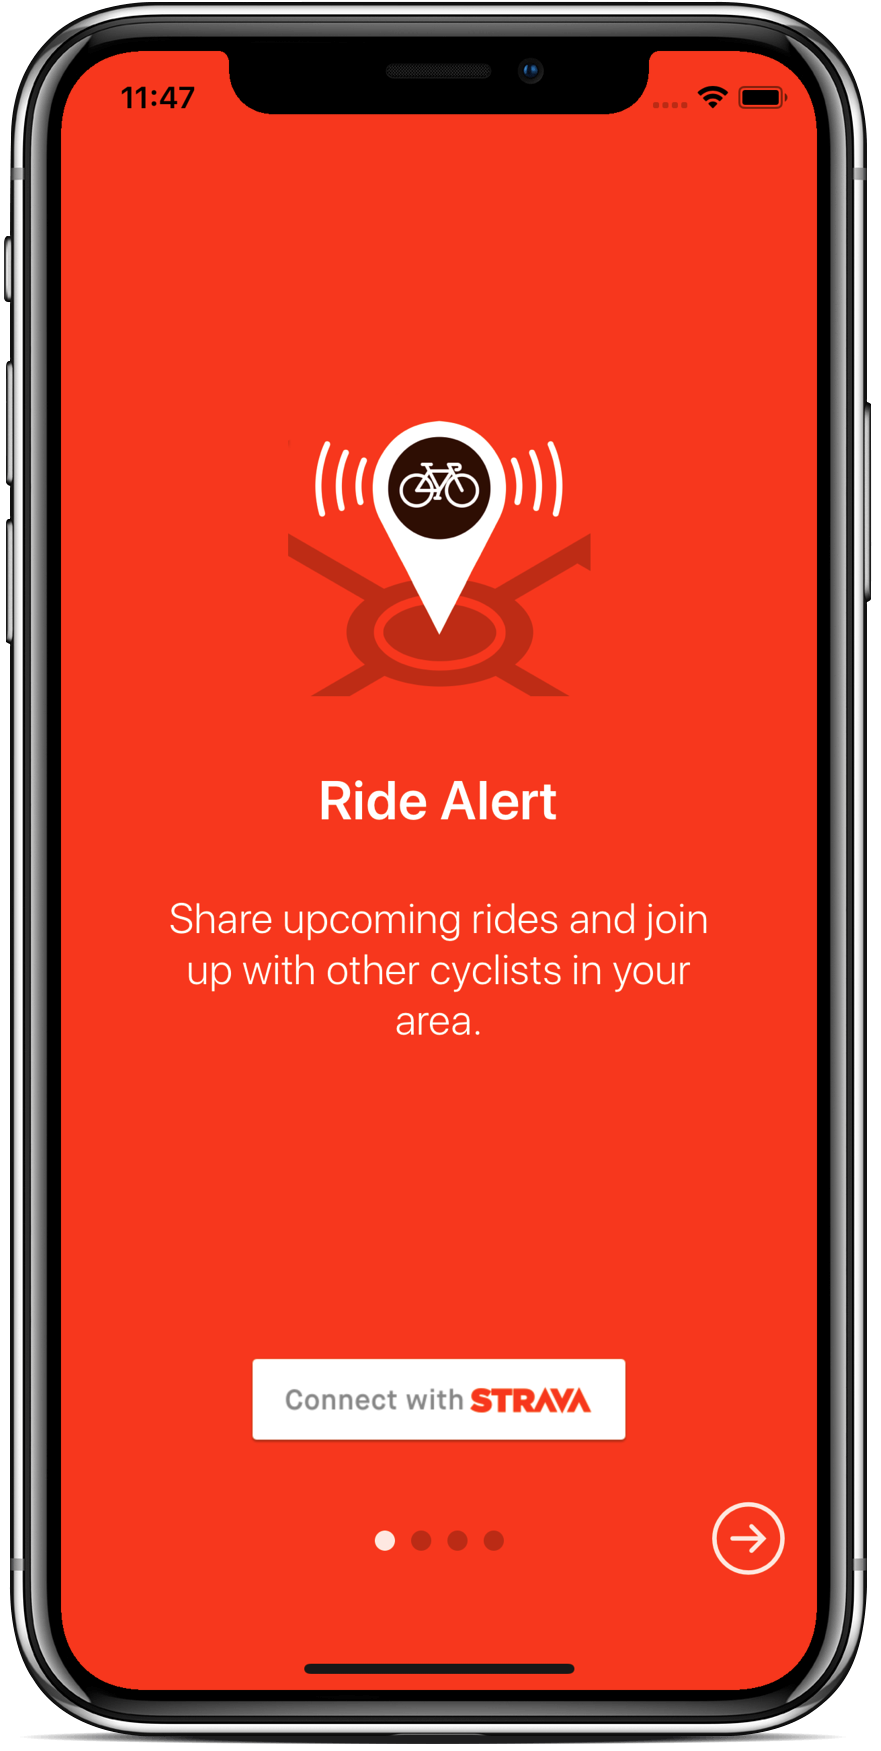 11:47
Ride Alert
Share upcoming rides and join
up with other cyclists in your
area.
Connect with STRAVA